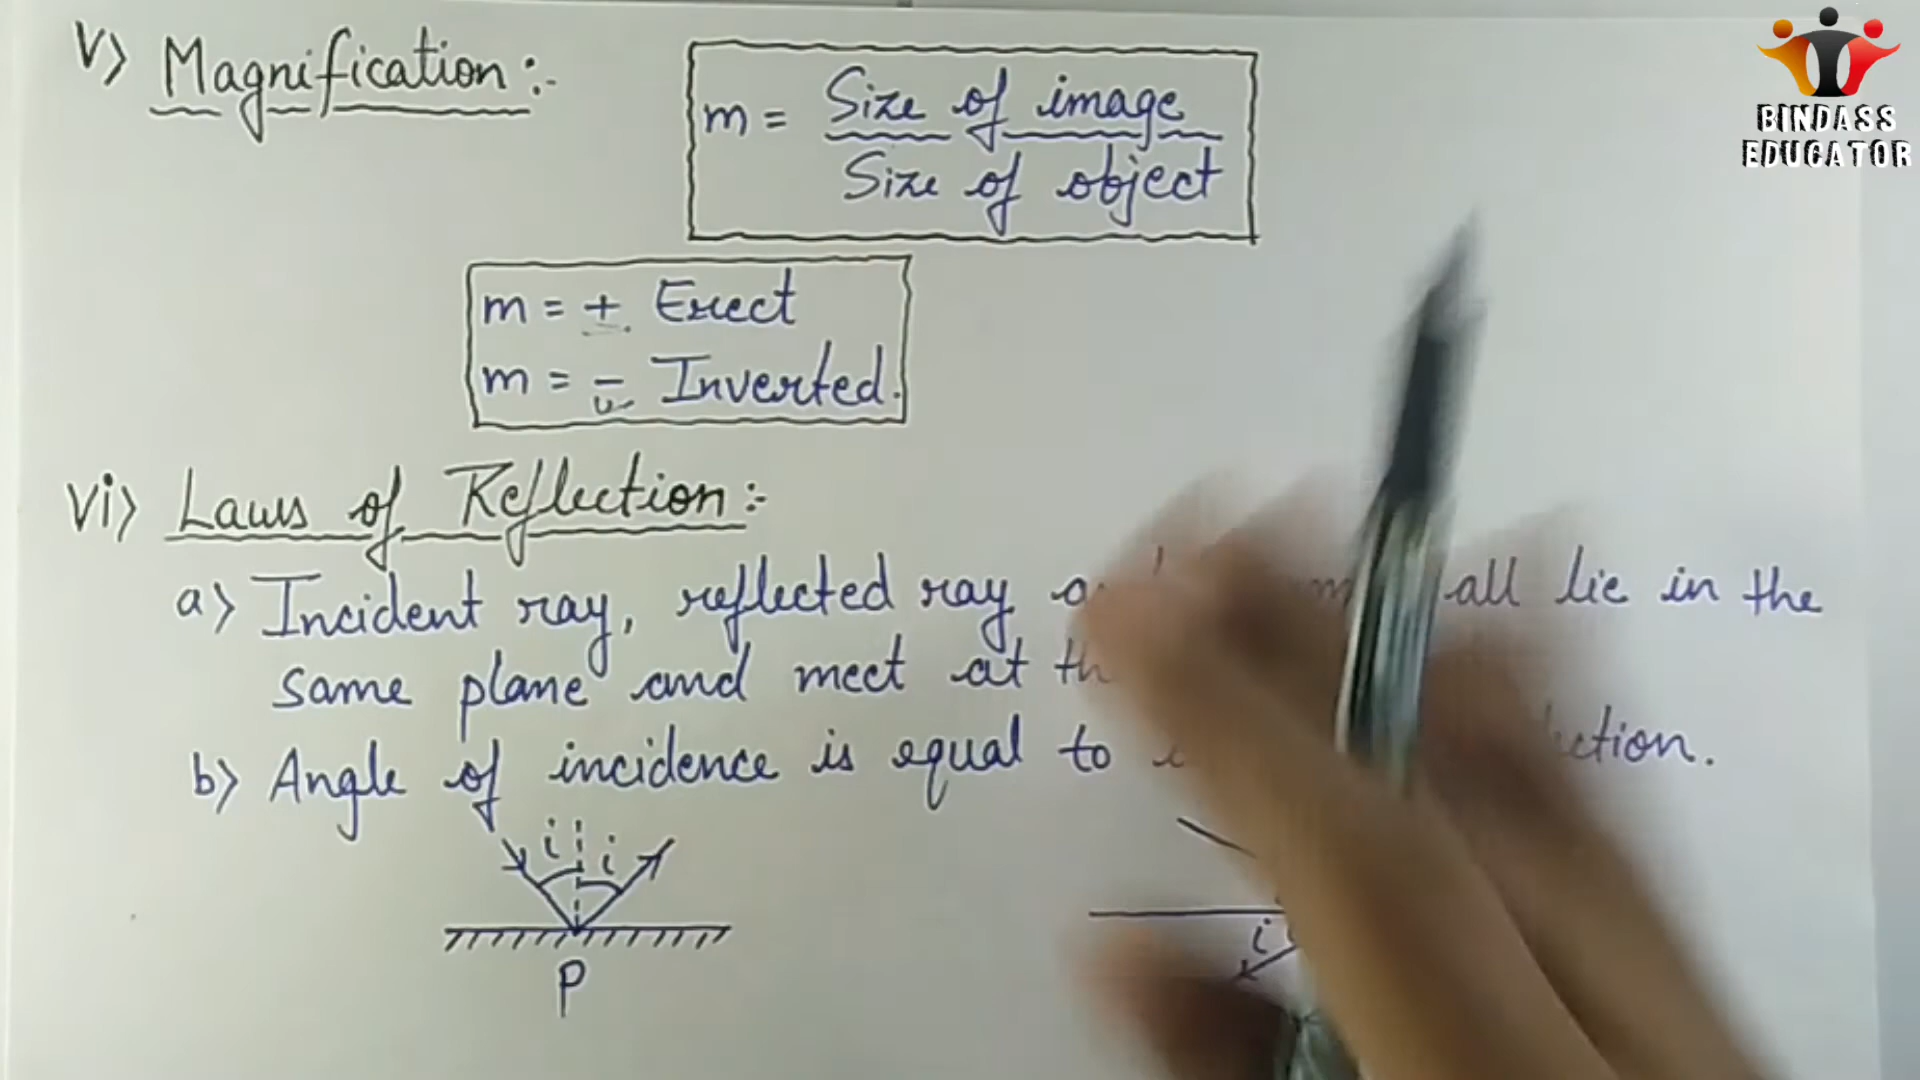 V> Magnification:-
m = Size of image
Size of object
m = + Erect
m = - Inverted.
Vi> Laws of Reflection:-
a> Incident ray, reflected ray all lie in the
same plane and meet at
b> Angle of incidence is equal to
i i
P
i
BINDASS
EDUCATOR